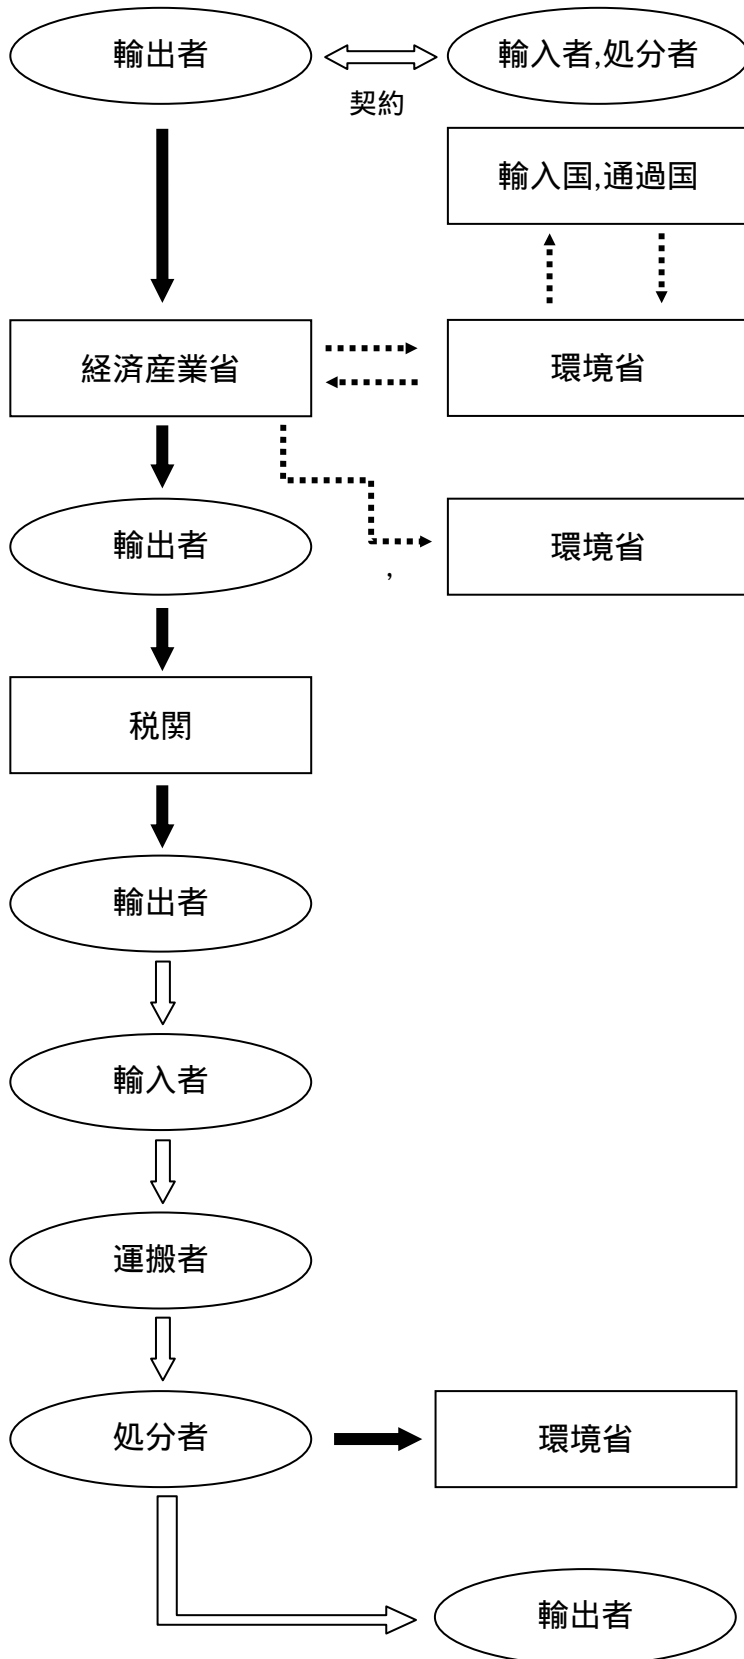 輸出者
輸入者,処分者
契約
輸入国,通過国
経済産業省
環境省
輸出者
環境省
,
税関
輸出者
輸入者
運搬者
処分者
環境省
輸出者